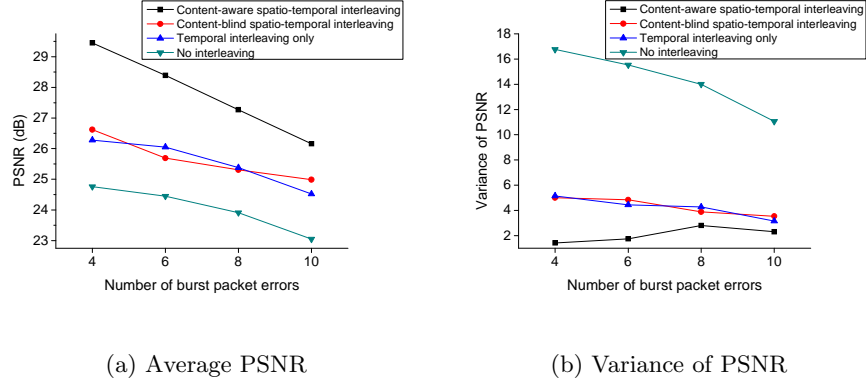 Content-aware spatio-temporal interleaving
Content-blind spatio-temporal interleaving
Temporal interleaving only
No interleaving
29
28
27
26
25
24
23
PSNR (dB)
4
6
8
10
Number of burst packet errors
(a) Average PSNR
Content-aware spatio-temporal interleaving
Content-blind spatio-temporal interleaving
Temporal interleaving only
No interleaving
18
16
14
12
10
8
6
4
2
Variance of PSNR
4
6
8
10
Number of burst packet errors
(b) Variance of PSNR